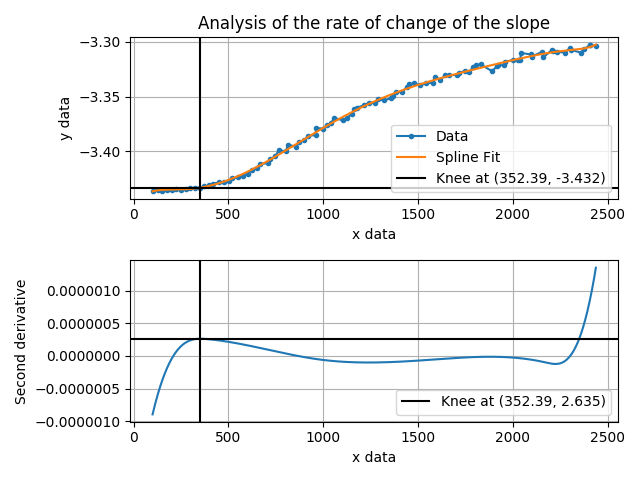 Analysis of the rate of change of the slope
−3.30
−3.35
−3.40
y data
Data
Spline Fit
Knee at (352.39, -3.432)
0
500
1000
1500
2000
2500
x data
0.0000010
0.0000005
0.0000000
−0.0000005
−0.0000010
Second derivative
Knee at (352.39, 2.635)
0
500
1000
1500
2000
2500
x data